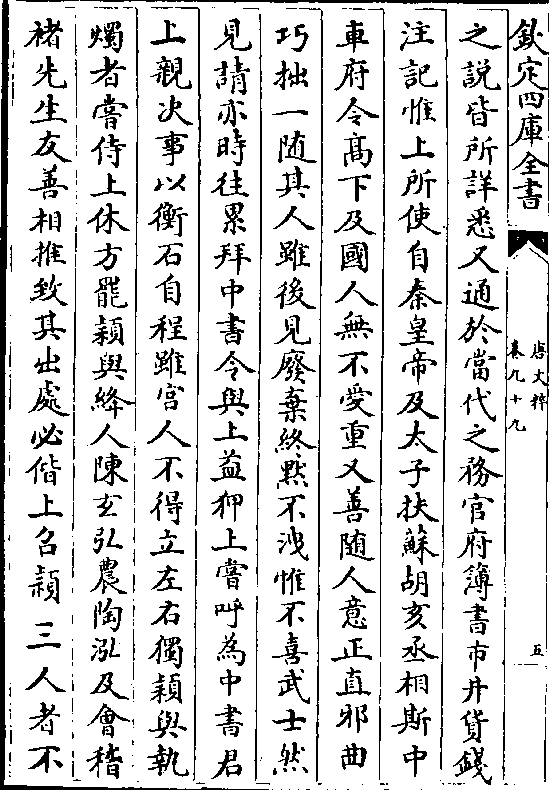 欽定四庫全書
唐文粹
卷九十九
五
之説皆所詳悉又通於當代之務官府簿書市井貨錢
注記惟上所使自秦皇帝及太子扶蘇胡亥丞相斯中
車府令髙下及國人無不愛重又善随人意正直邪曲
巧拙一随其人雖後見廢棄終黙不洩惟不喜武士然
見請亦時往累拜中書令與上益狎上嘗呼為中書君
上親决事以衡石自程雖宫人不得立左右獨穎與執
燭者嘗侍上休方罷穎與絳人陳𤣥弘農陶泓及㑹稽
褚先生友善相推致其出處必偕上召穎三人者不